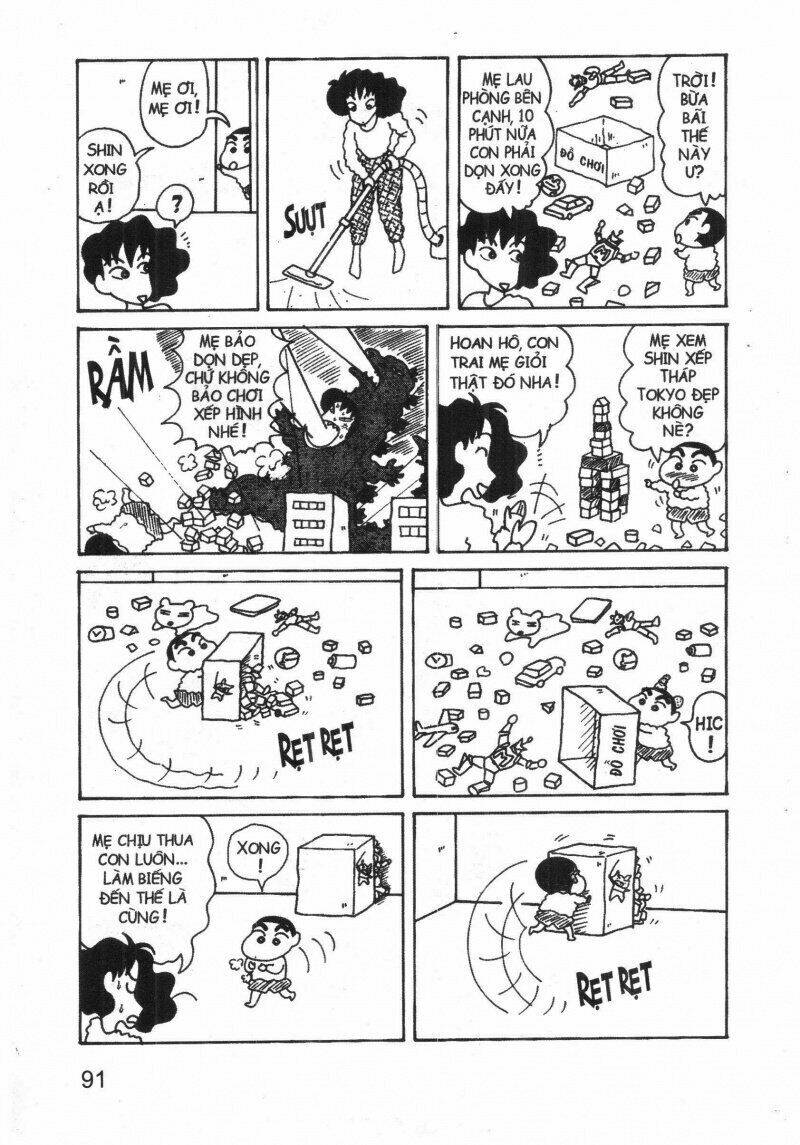 TRỜI!
BỪA
BÃI
THẾ
NÀY
Ư?
MẸ LAU
PHÒNG BÊN
CẠNH, 10
PHÚT NỮA
CON PHẢI
DỌN XONG
ĐẤY!
ĐỒ CHƠI
SƯỢT
MẸ ƠI,
MẸ ƠI!
SHIN
XONG
RỒI
Ạ!
?
MẸ XEM
SHIN XẾP
THÁP
TOKYO ĐẸP
KHÔNG
NÈ?
HOAN HÔ, CON
TRAI MẸ GIỎI
THẬT ĐÓ NHA!
MẸ BẢO
DỌN DẸP,
CHỨ KHÔNG
BẢO CHƠI
XẾP HÌNH
NHÉ!
RẦM
HIC
!
ĐỒ CHƠI
RẸT RẸT
RẸT RẸT
XONG
!
MẸ CHỊU THUA
CON LUÔN...
LÀM BIẾNG
ĐẾN THẾ LÀ
CÙNG!
91